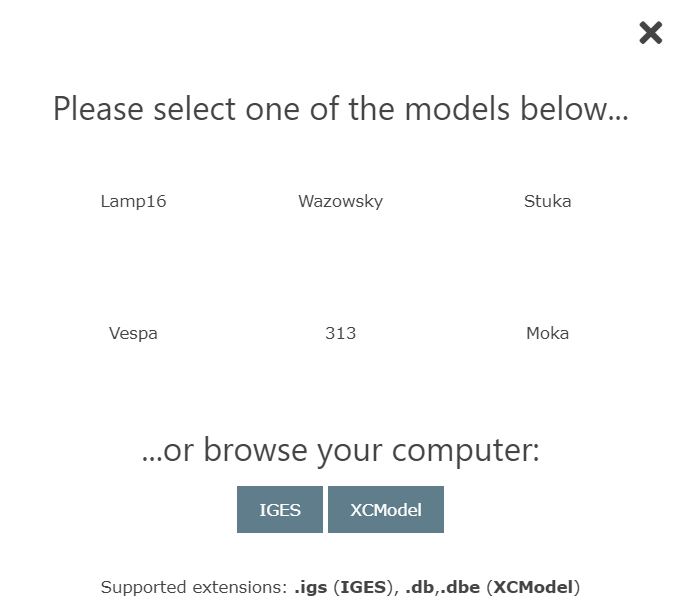 Please select one of the models below...
Lamp16 Wazowsky Stuka
Vespa 313 Moka
...or browse your computer:
IGES XCModel
Supported extensions: .igs (IGES), .db,.dbe (XCModel)